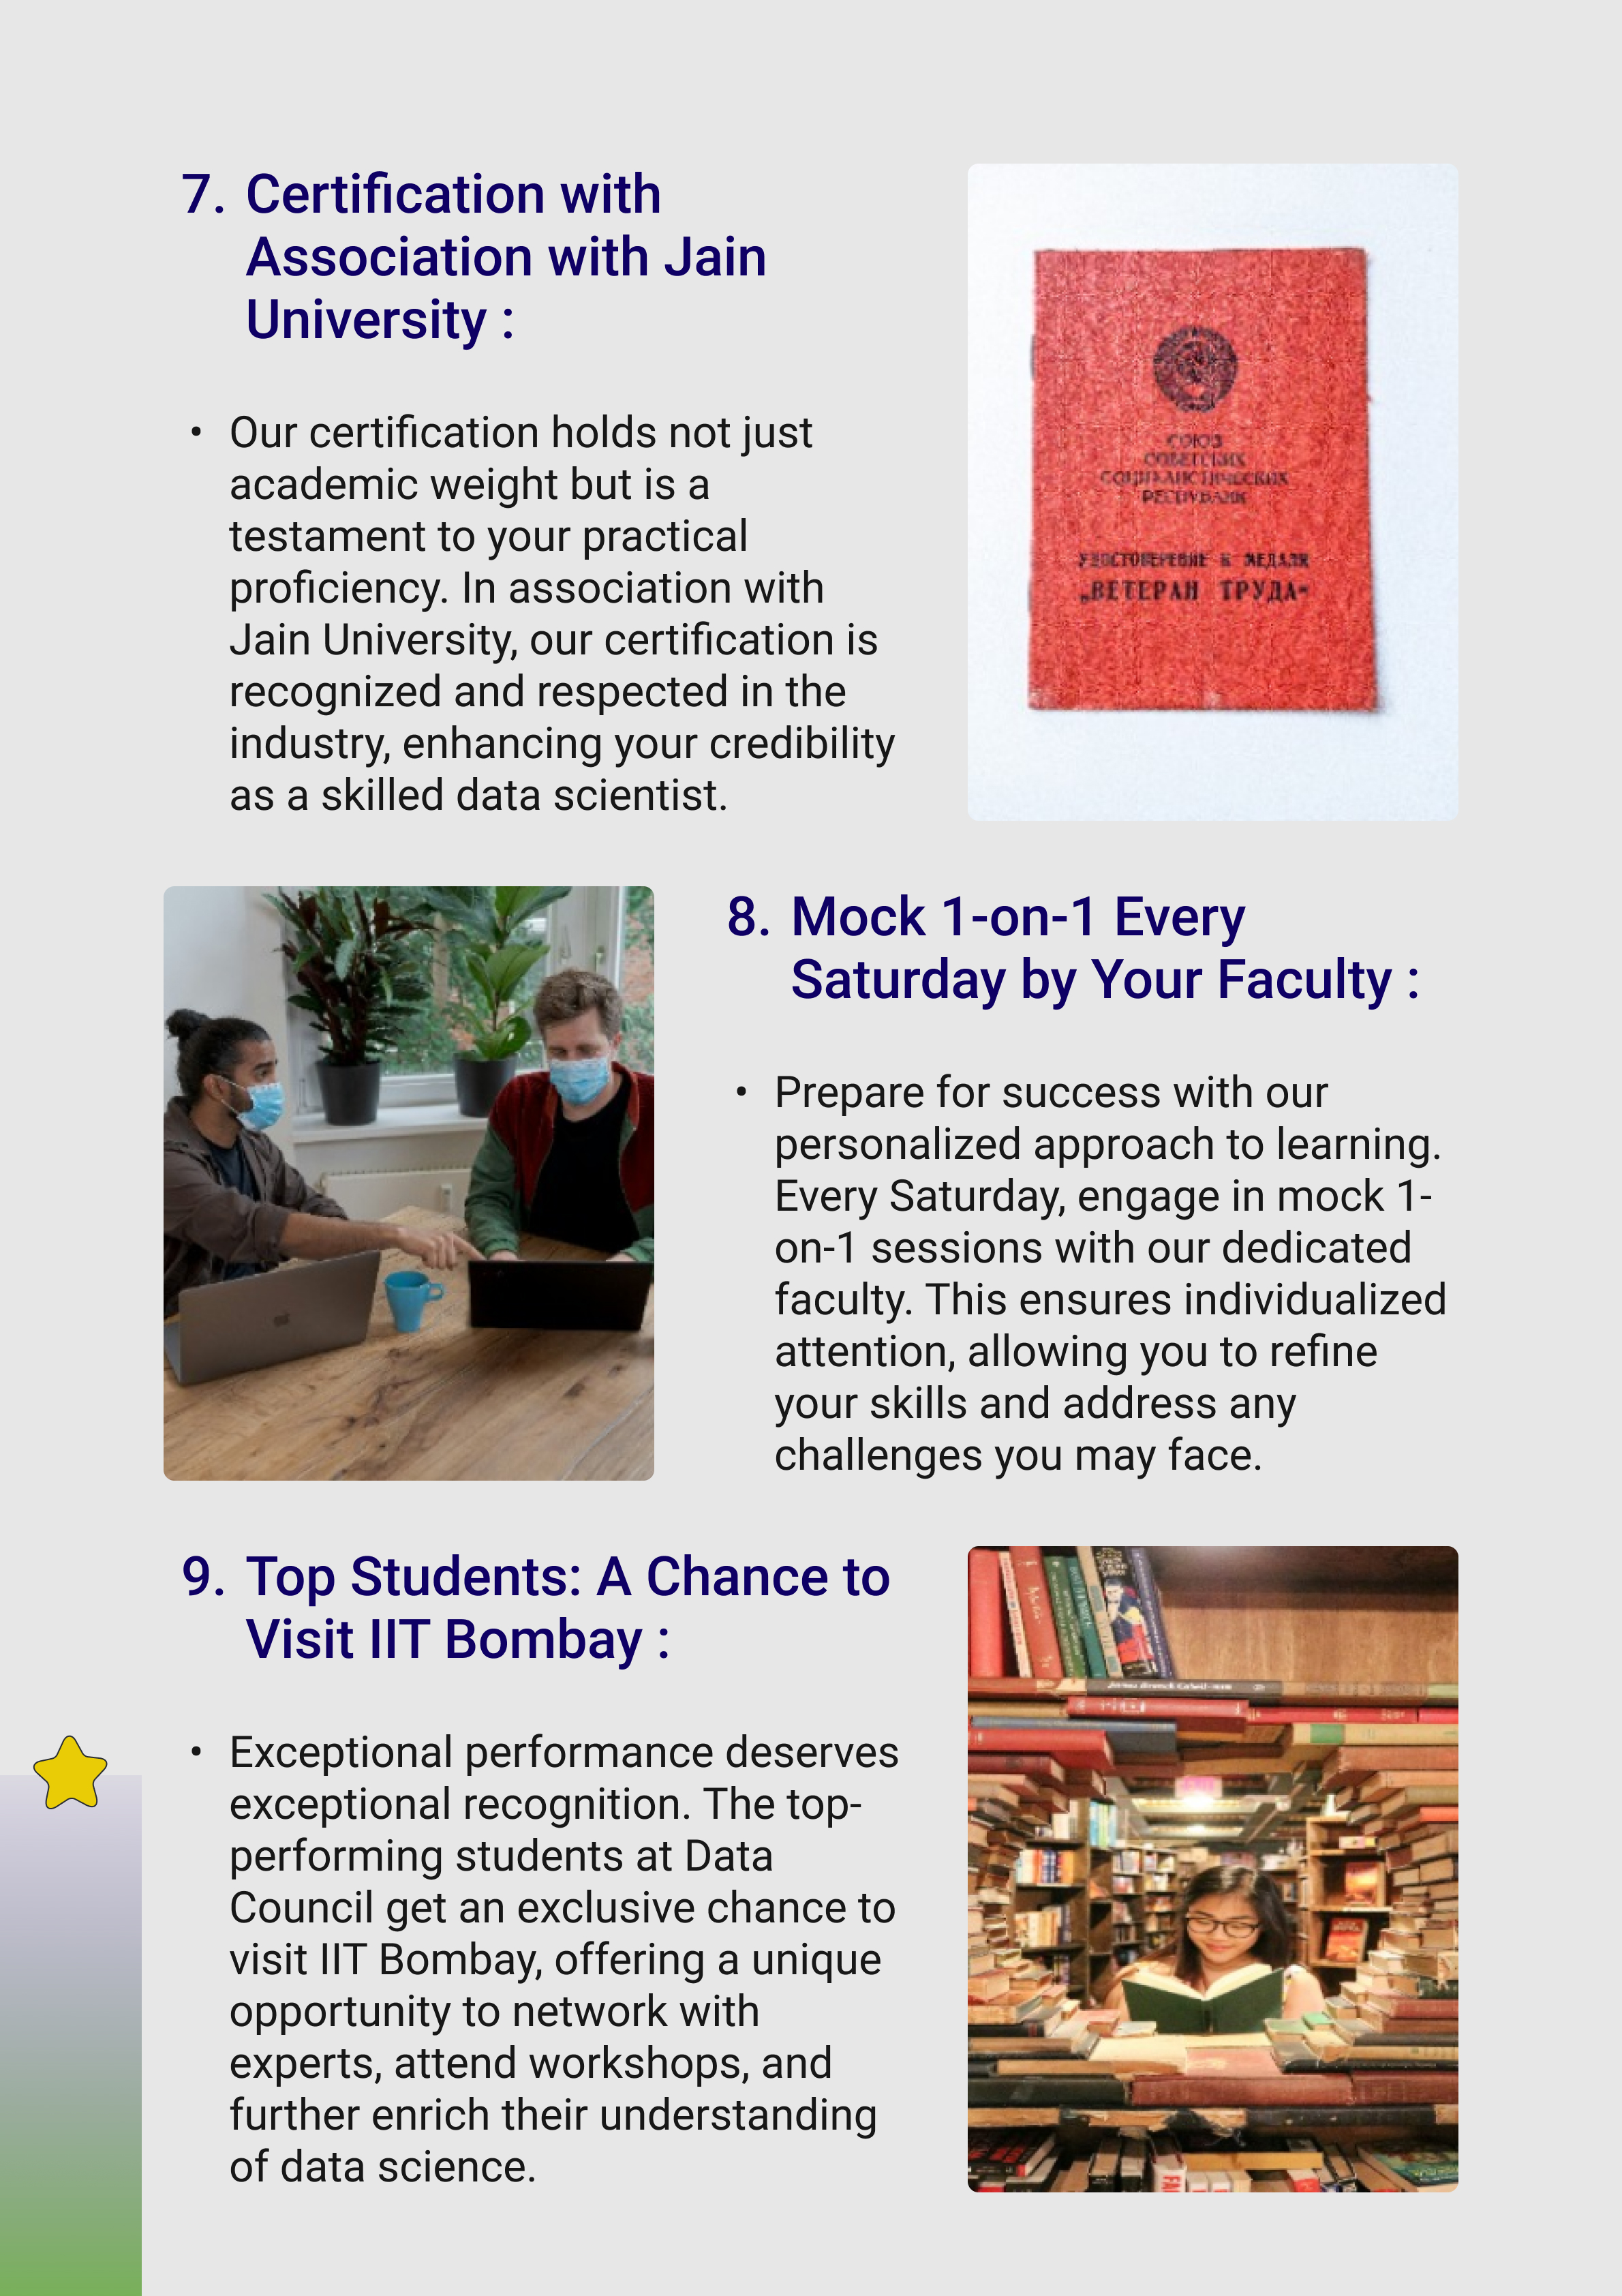 7. Certification with
Association with Jain
University :
• Our certification holds not just
academic weight but is a
testament to your practical
proficiency. In association with
Jain University, our certification is
recognized and respected in the
industry, enhancing your credibility
as a skilled data scientist.
СОЮЗ
СОВЕТСКИХ
СОЦИАЛИСТИЧЕСКИХ
РЕСПУБЛИК
УДОСТОВЕРЕНИЕ К МЕДАЛИ
„ВЕТЕРАН ТРУДА“
8. Mock 1-on-1 Every
Saturday by Your Faculty :
• Prepare for success with our
personalized approach to learning.
Every Saturday, engage in mock 1-
on-1 sessions with our dedicated
faculty. This ensures individualized
attention, allowing you to refine
your skills and address any
challenges you may face.
9. Top Students: A Chance to
Visit IIT Bombay :
• Exceptional performance deserves
exceptional recognition. The top-
performing students at Data
Council get an exclusive chance to
visit IIT Bombay, offering a unique
opportunity to network with
experts, attend workshops, and
further enrich their understanding
of data science.